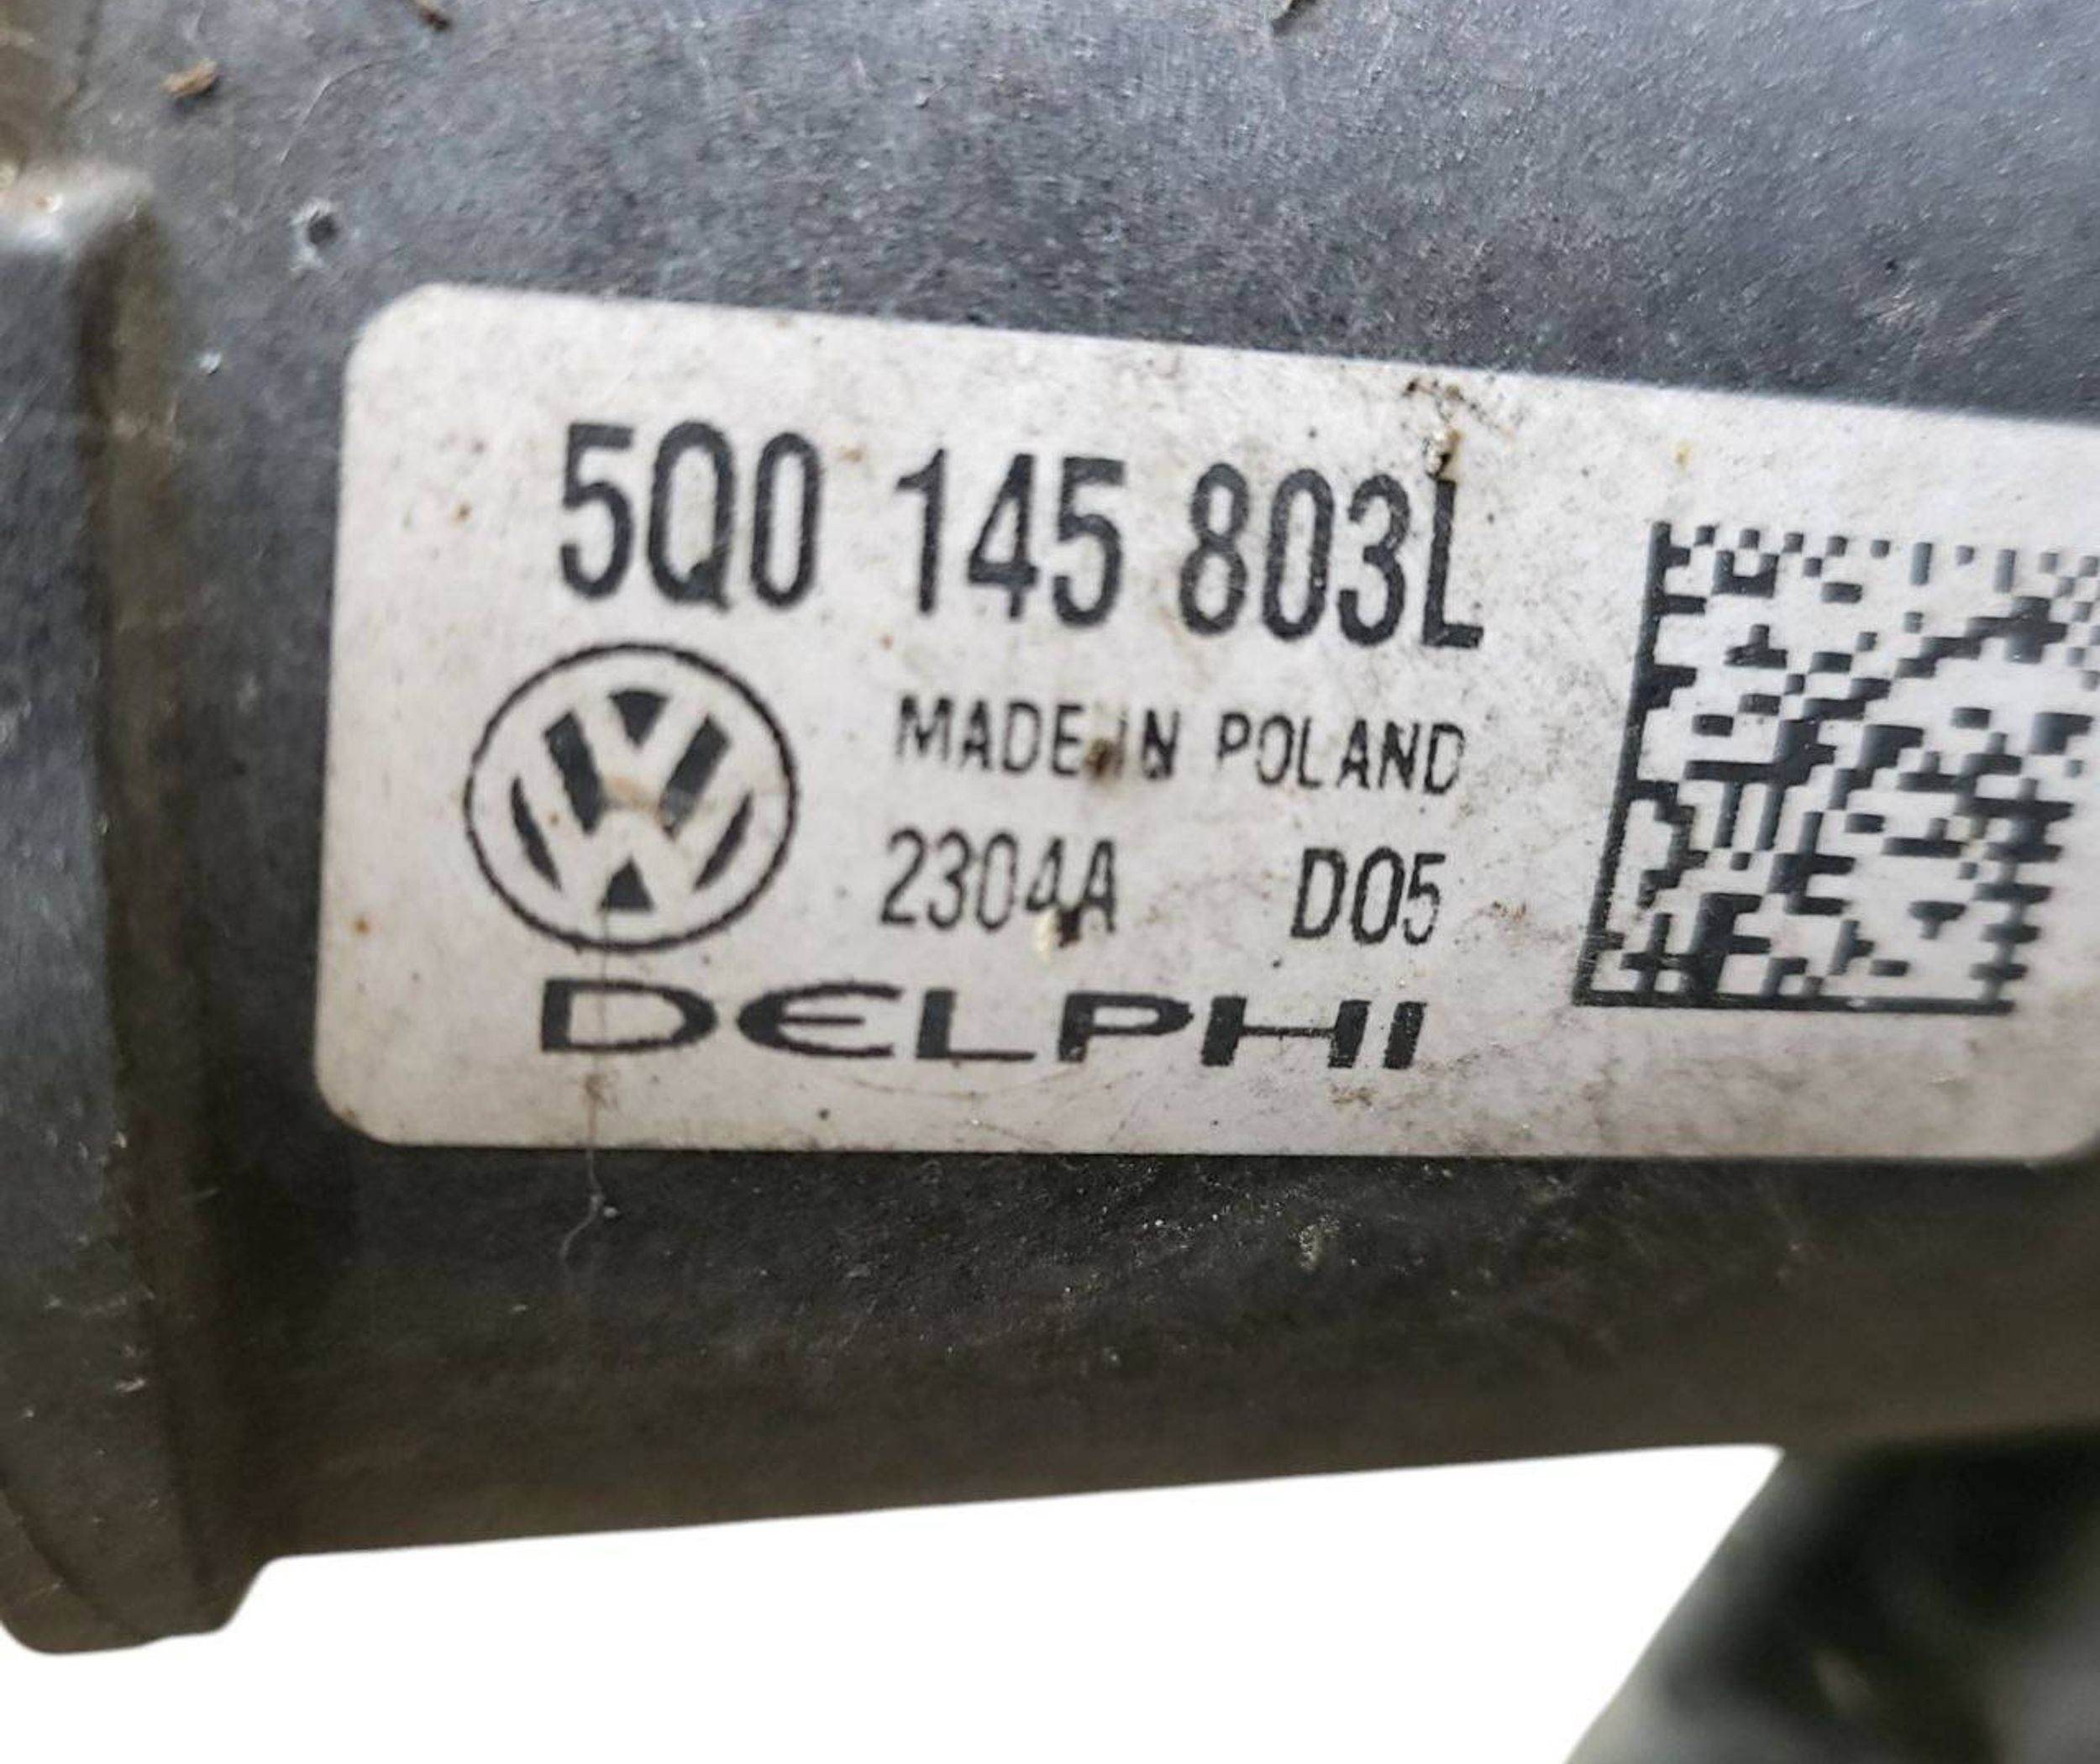 5Q0 145 803L
MADE IN POLAND
2304A D05
DELPHI